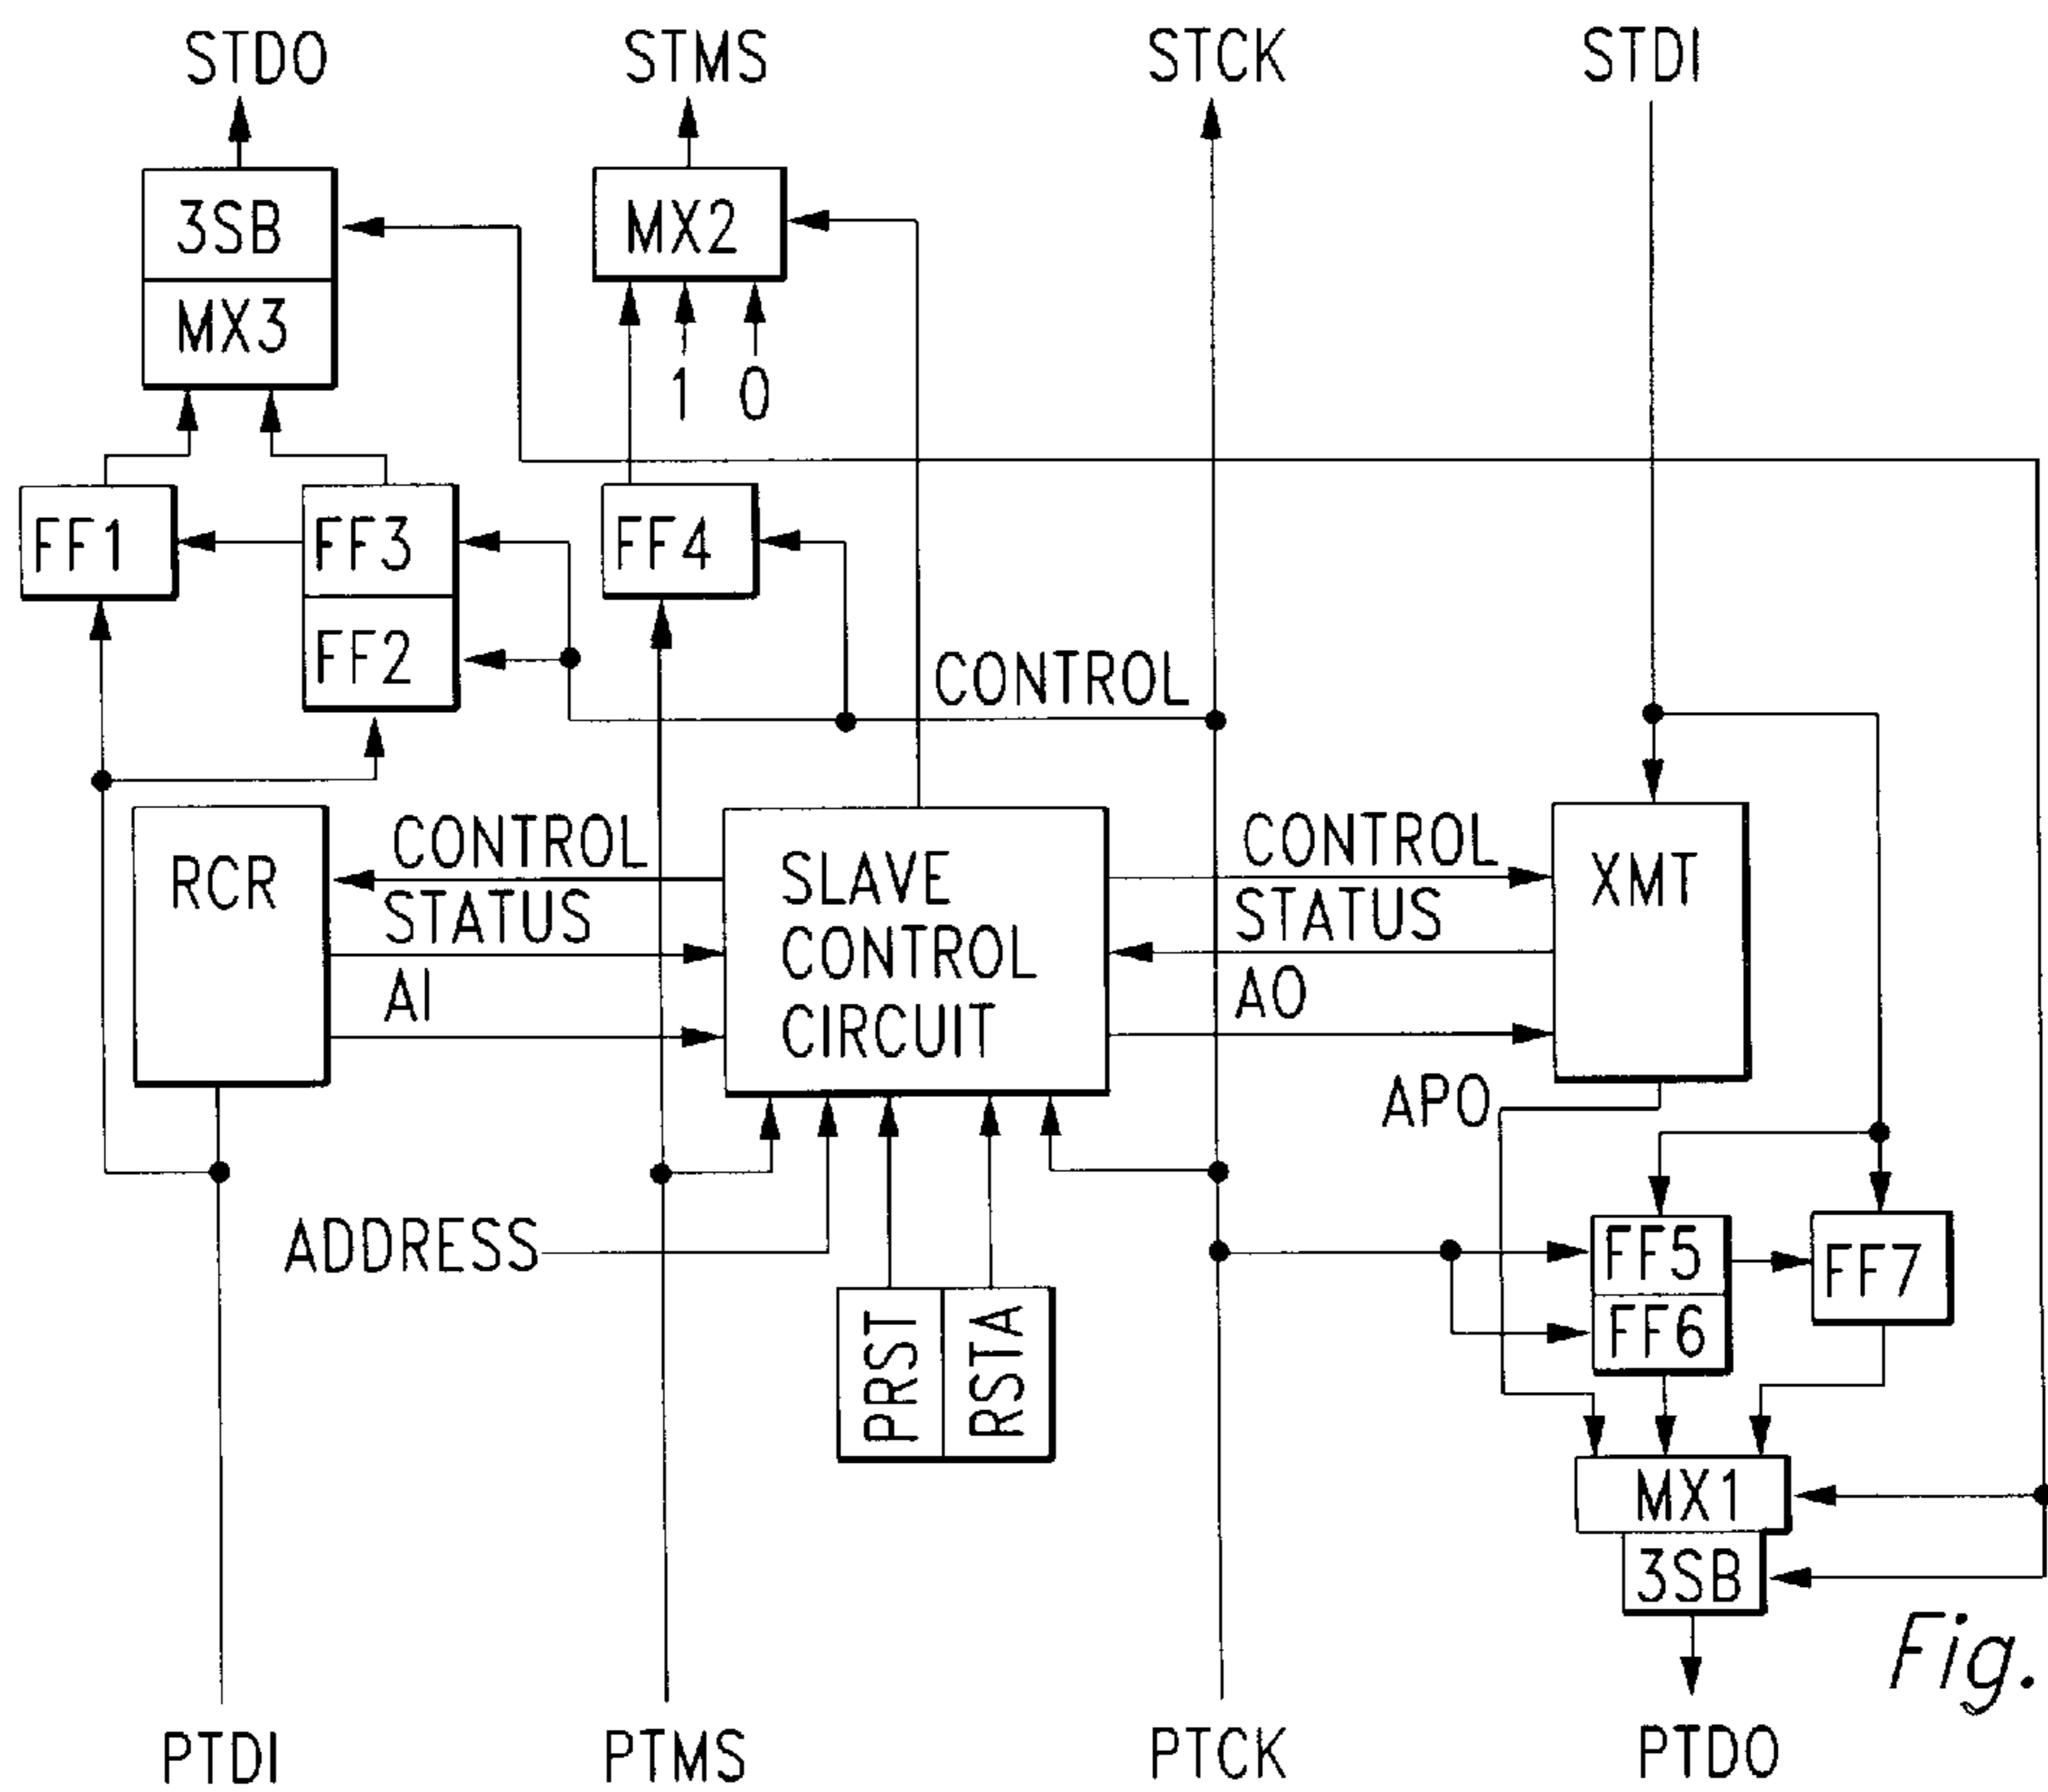 STDO STMS STCK STDI
3SB MX2
MX3
1 0
FF1 FF3 FF4
FF2
CONTROL
RCR CONTROL SLAVE CONTROL XMT
STATUS CONTROL STATUS
AI CIRCUIT AO
APO
ADDRESS
FF5 FF7
FF6
PRST RSTA
MX1
3SB
Fig.
PTDI PTMS PTCK PTDO